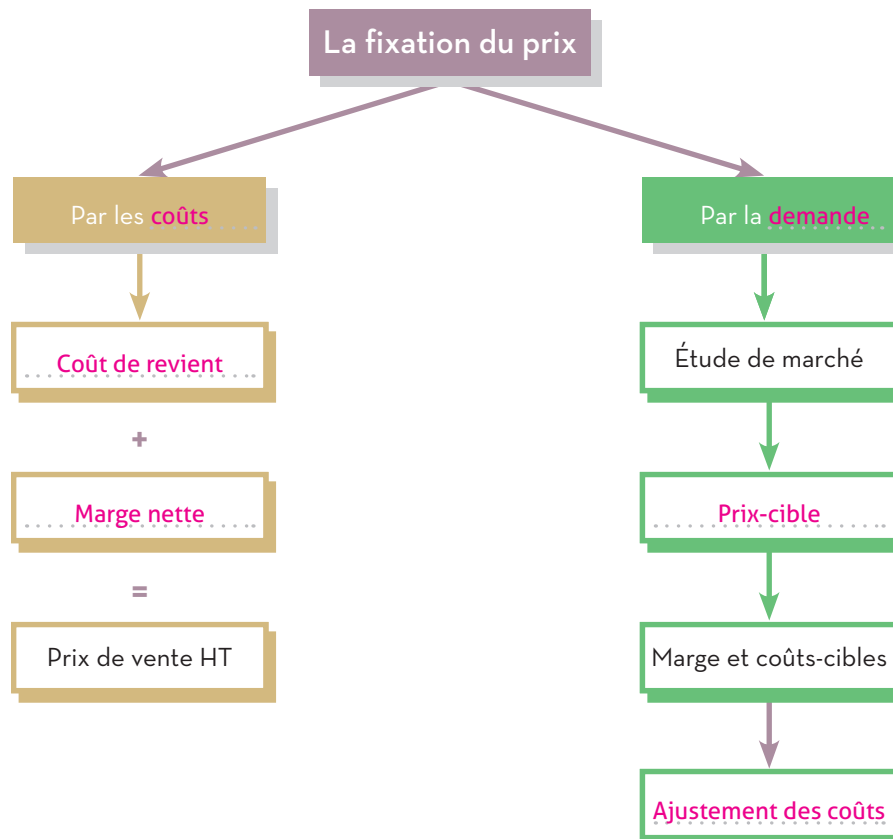 La fixation du prix
Par les coûts
Coût de revient
+
Marge nette
=
Prix de vente HT
Par la demande
Étude de marché
Prix-cible
Marge et coûts-cibles
Ajustement des coûts